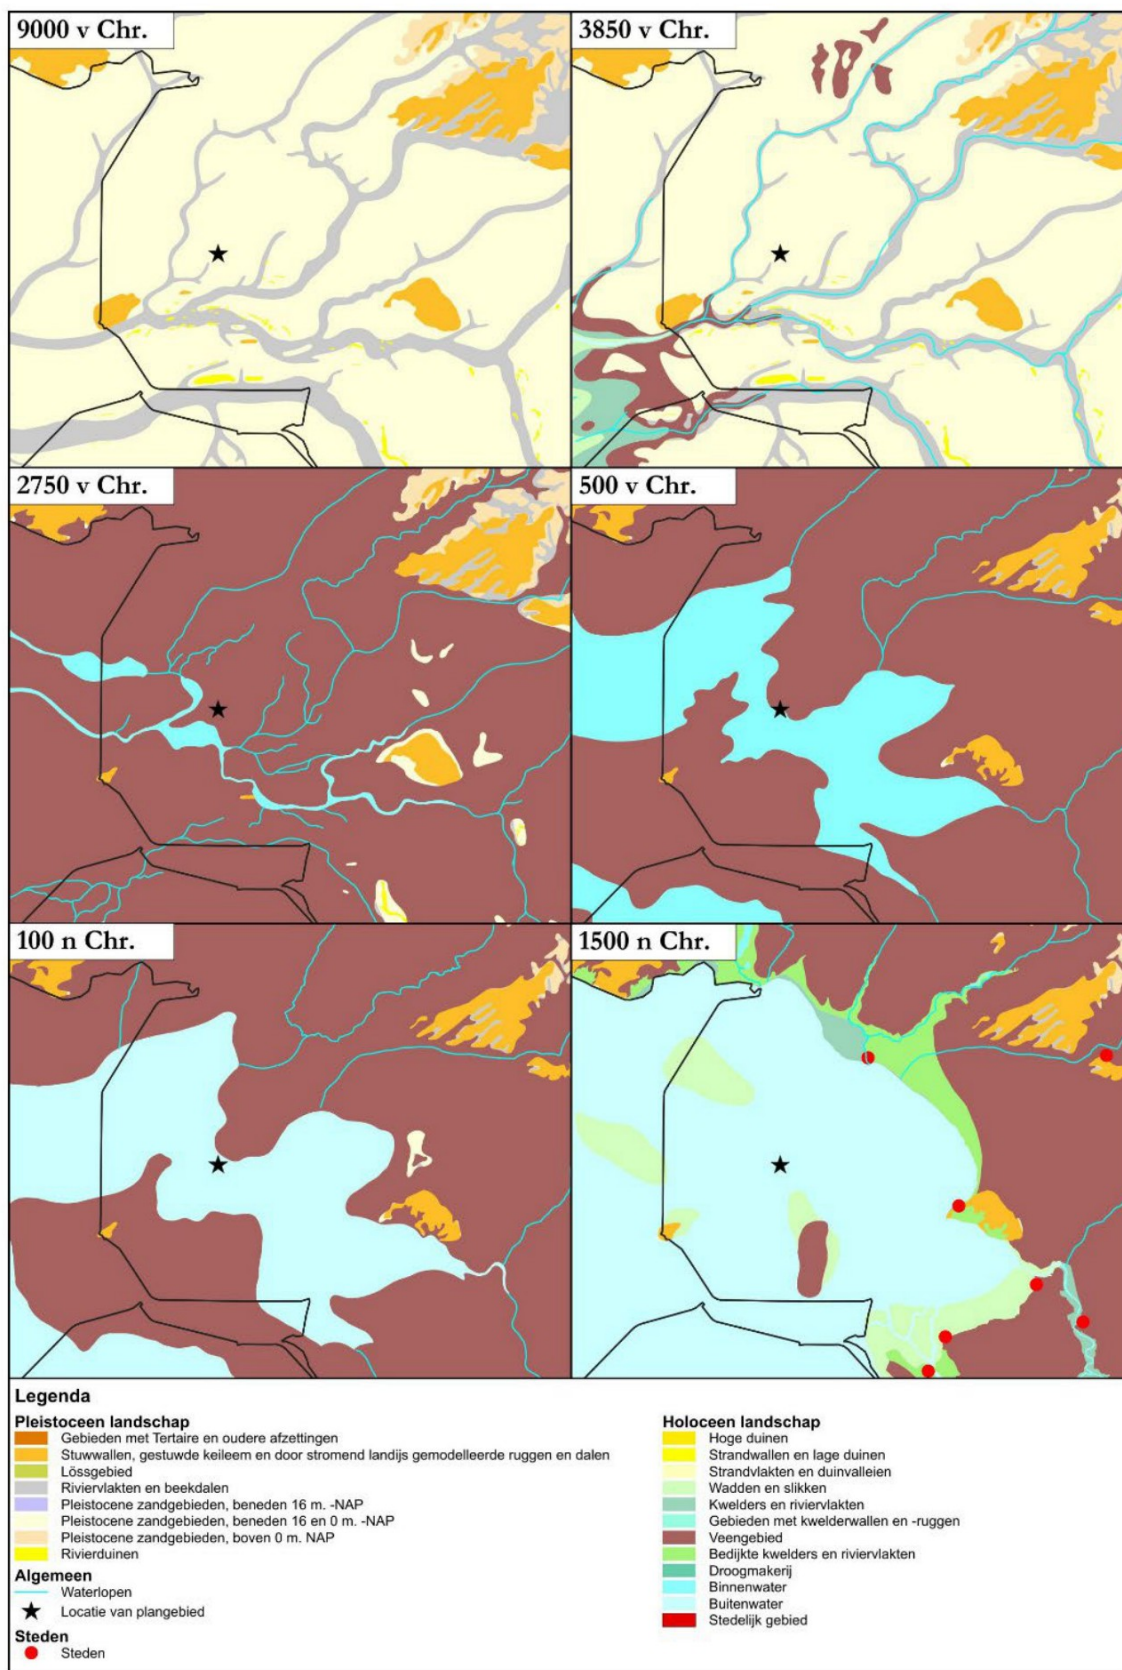 9000 v Chr.
3850 v Chr.
2750 v Chr.
500 v Chr.
100 n Chr.
1500 n Chr.
Legenda
Pleistoceen landschap
Gebieden met Tertaire en oudere afzettingen
Stuwwallen, gestuwde keileem en door stromend landijs gemodelleerde ruggen en dalen
Lössgebied
Riviervlakten en beekdalen
Pleistocene zandgebieden, beneden 16 m. -NAP
Pleistocene zandgebieden, beneden 16 en 0 m. -NAP
Pleistocene zandgebieden, boven 0 m. NAP
Rivierduinen
Algemeen
Waterlopen
Locatie van plangebied
Steden
Steden
Holoceen landschap
Hoge duinen
Strandwallen en lage duinen
Strandvlakten en duinvalleien
Wadden en slikken
Kwelders en riviervlakten
Gebieden met kwelderwallen en -ruggen
Veengebied
Bedijkte kwelders en riviervlakten
Droogmakerij
Binnenwater
Buitenwater
Stedelijk gebied